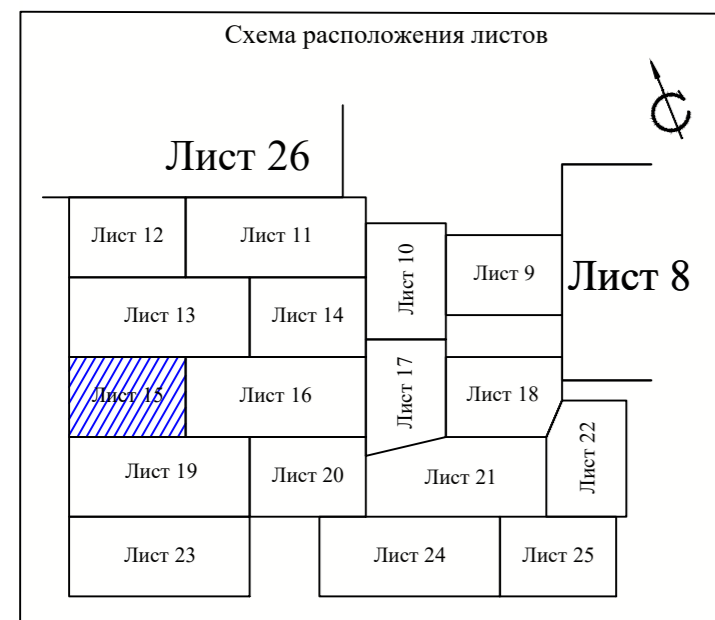 Схема расположения листов
С
Лист 26
Лист 12
Лист 11
Лист 10
Лист 9
Лист 8
Лист 13
Лист 14
Лист 15
Лист 16
Лист 17
Лист 18
Лист 19
Лист 20
Лист 21
Лист 22
Лист 23
Лист 24
Лист 25